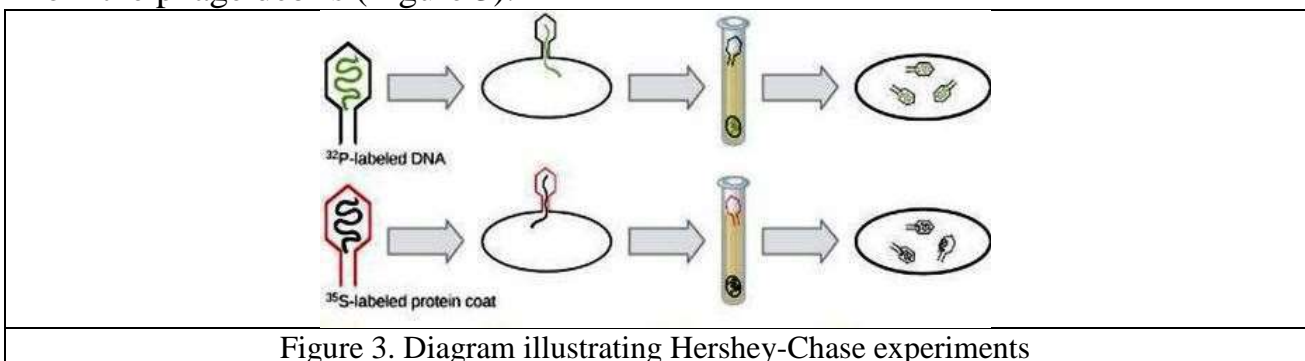 ³²P-labeled DNA
³⁵S-labeled protein coat
Figure 3. Diagram illustrating Hershey-Chase experiments